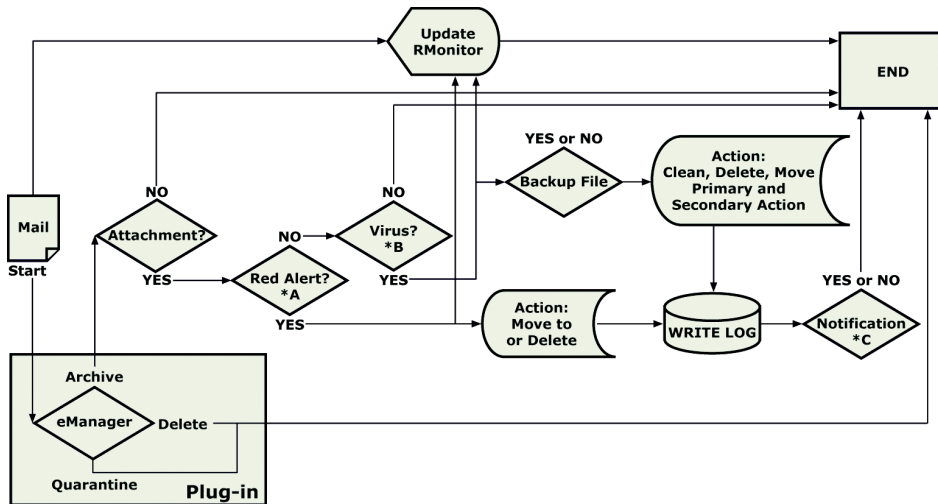 Update
RMonitor
END
YES or NO
Backup File
Action:
Clean, Delete, Move
Primary and
Secondary Action
NO
NO
Mail
Start
Attachment?
NO
Virus?
*B
YES
Red Alert?
*A
YES
YES
Action:
Move to
or Delete
WRITE LOG
YES or NO
Notification
*C
Archive
eManager
Delete
Quarantine
Plug-in